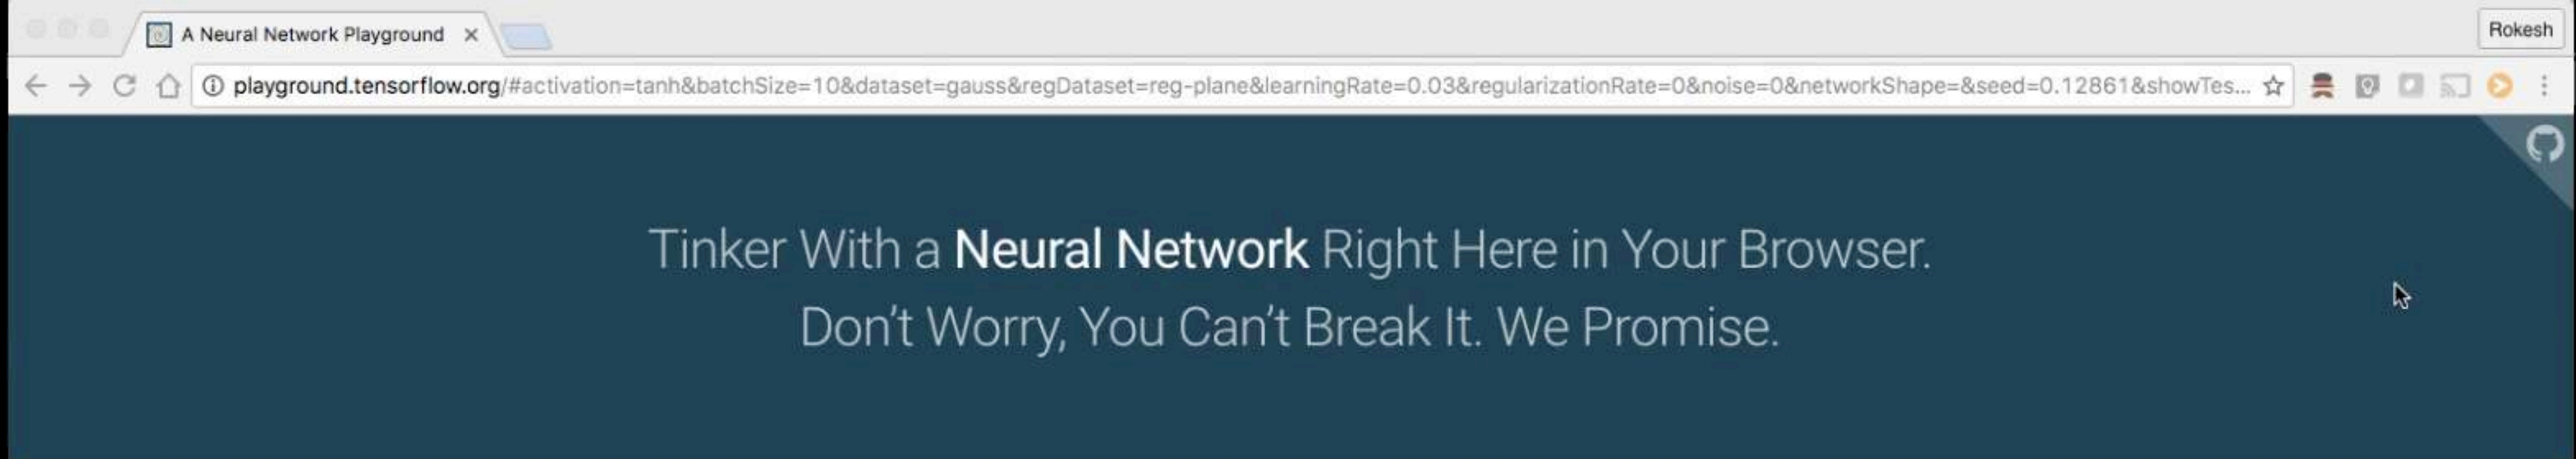 A Neural Network Playground
Rokesh
playground.tensorflow.org/#activation=tanh&batchSize=10&dataset=gauss&regDataset=reg-plane&learningRate=0.03&regularizationRate=0&noise=0&networkShape=&seed=0.12861&showTes...
Tinker With a Neural Network Right Here in Your Browser.
Don't Worry, You Can't Break It. We Promise.